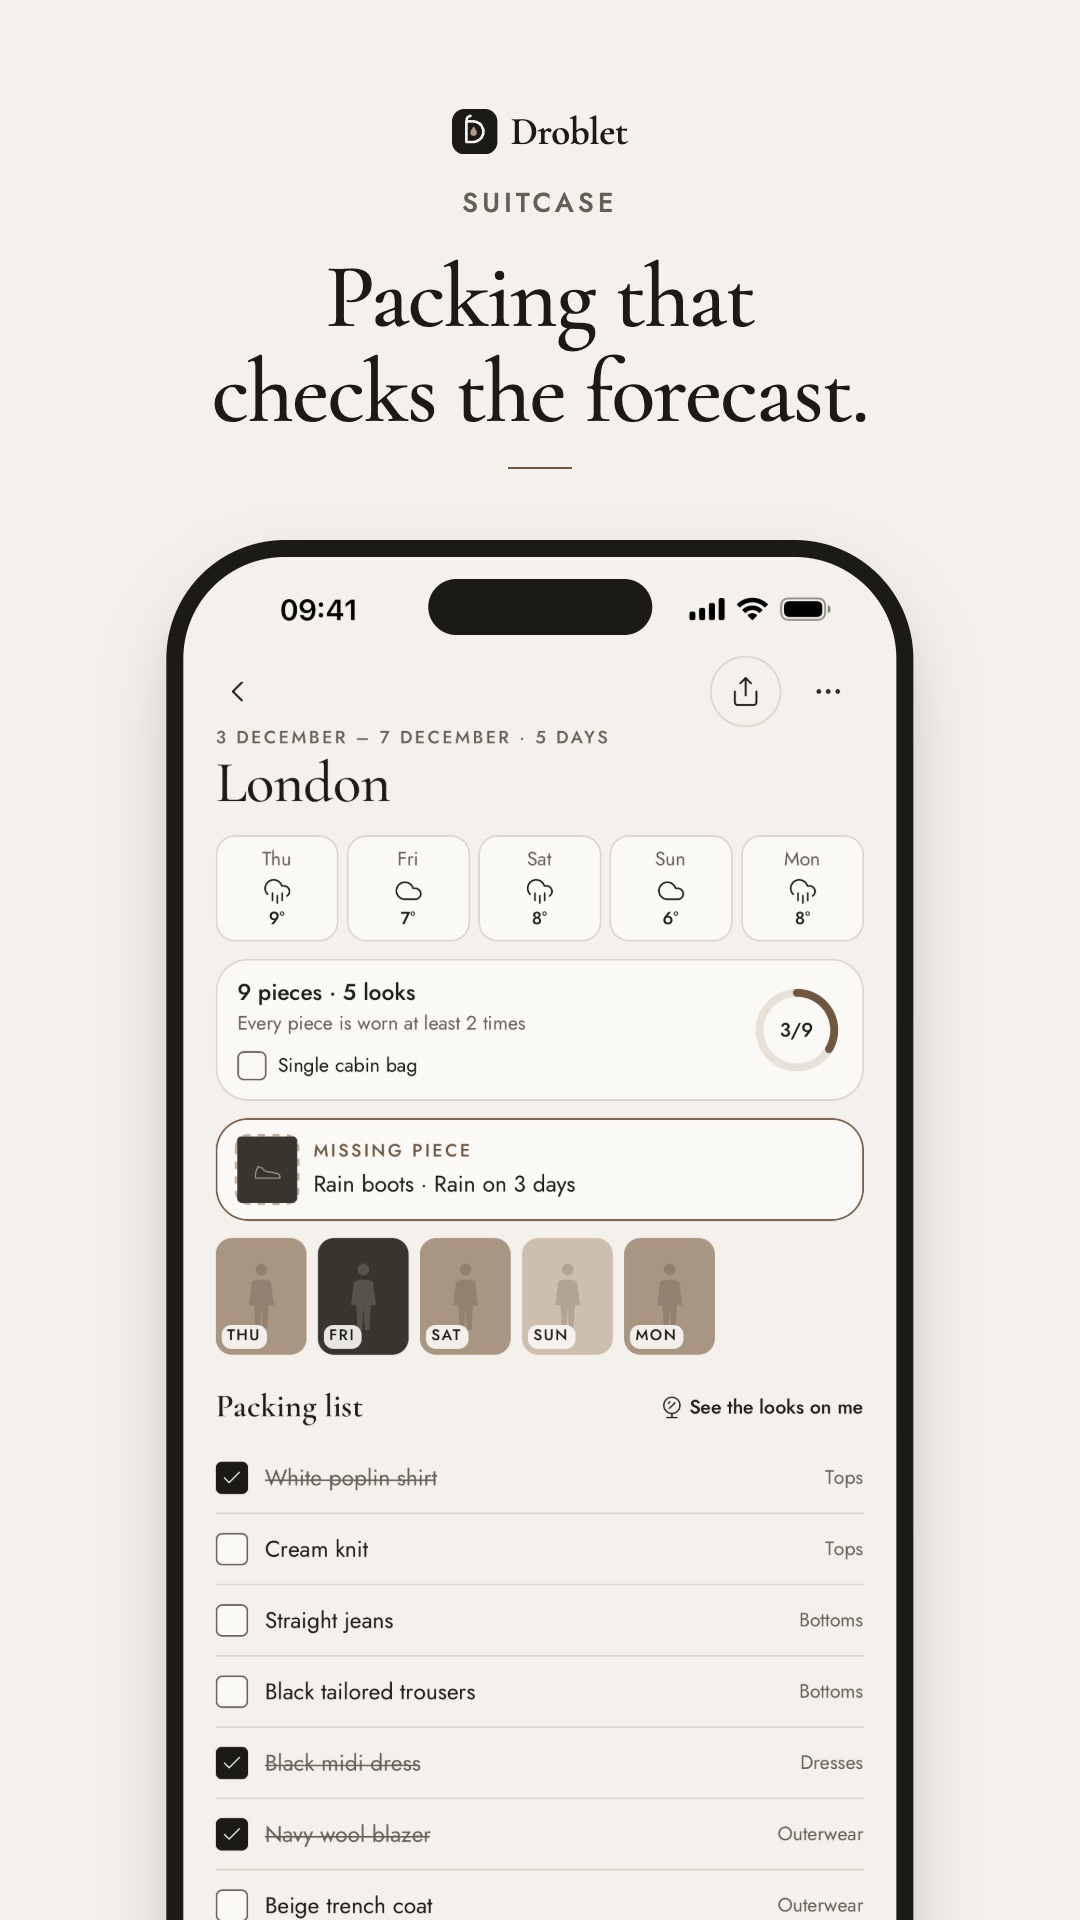 Droblet
SUITCASE
Packing that
checks the forecast.
09:41
3 DECEMBER – 7 DECEMBER · 5 DAYS
London
Thu Fri Sat Sun Mon
9° 7° 8° 6° 8°
9 pieces · 5 looks
Every piece is worn at least 2 times
3/9
Single cabin bag
MISSING PIECE
Rain boots · Rain on 3 days
THU FRI SAT SUN MON
Packing list See the looks on me
White poplin shirt Tops
Cream knit Tops
Straight jeans Bottoms
Black tailored trousers Bottoms
Black midi dress Dresses
Navy wool blazer Outerwear
Beige trench coat Outerwear